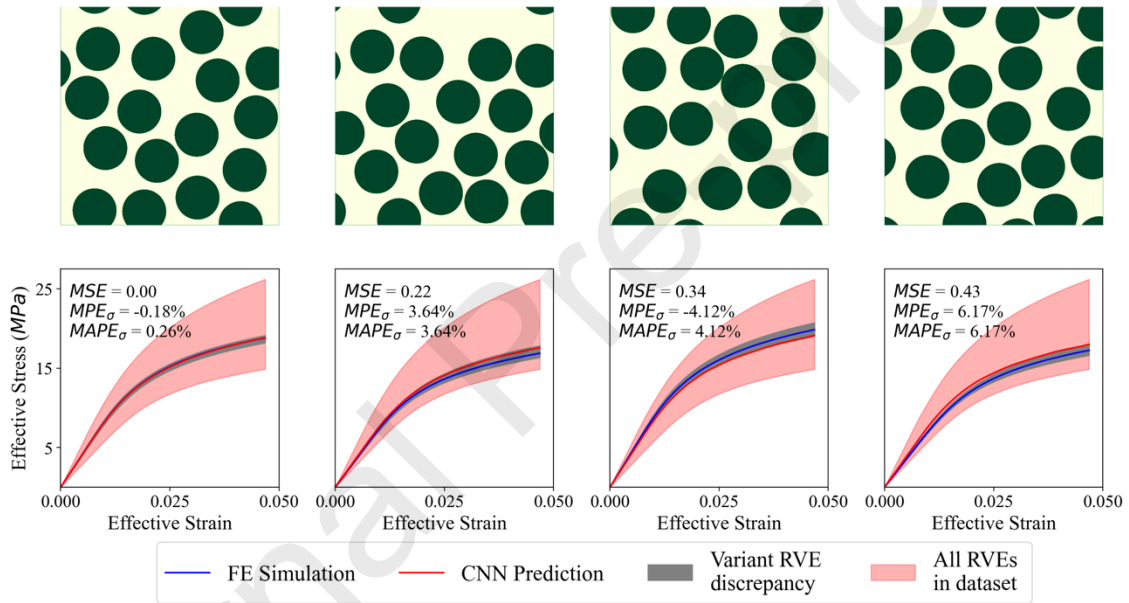 MSE = 0.00
MPEσ = -0.18%
MAPEσ = 0.26%
MSE = 0.22
MPEσ = 3.64%
MAPEσ = 3.64%
MSE = 0.34
MPEσ = -4.12%
MAPEσ = 4.12%
MSE = 0.43
MPEσ = 6.17%
MAPEσ = 6.17%
Effective Stress (MPa)
25
15
5
0.000 0.025 0.050
Effective Strain
0.000 0.025 0.050
Effective Strain
0.000 0.025 0.050
Effective Strain
0.000 0.025 0.050
Effective Strain
FE Simulation
CNN Prediction
Variant RVE
discrepancy
All RVEs
in dataset